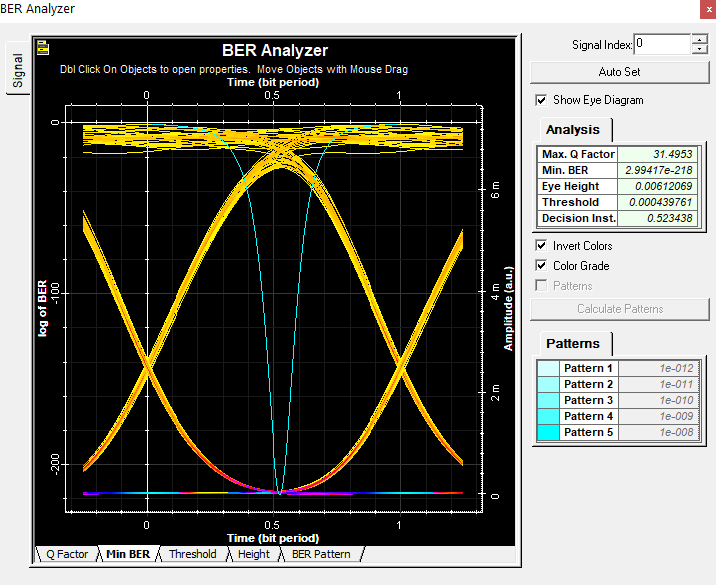 BER Analyzer
x
Signal
BER Analyzer
Dbl Click On Objects to open properties. Move Objects with Mouse Drag
Time (bit period)
0 0.5 1
0
-100
-200
log of BER
6 m
4 m
2 m
0
Amplitude (a.u.)
0 0.5 1
Time (bit period)
Q Factor Min BER Threshold Height BER Pattern
Signal Index: 0
Auto Set
Show Eye Diagram
Analysis
Max. Q Factor 31.4953
Min. BER 2.99417e-218
Eye Height 0.00612069
Threshold 0.000439761
Decision Inst. 0.523438
Invert Colors
Color Grade
Patterns
Calculate Patterns
Patterns
Pattern 1 1e-012
Pattern 2 1e-011
Pattern 3 1e-010
Pattern 4 1e-009
Pattern 5 1e-008